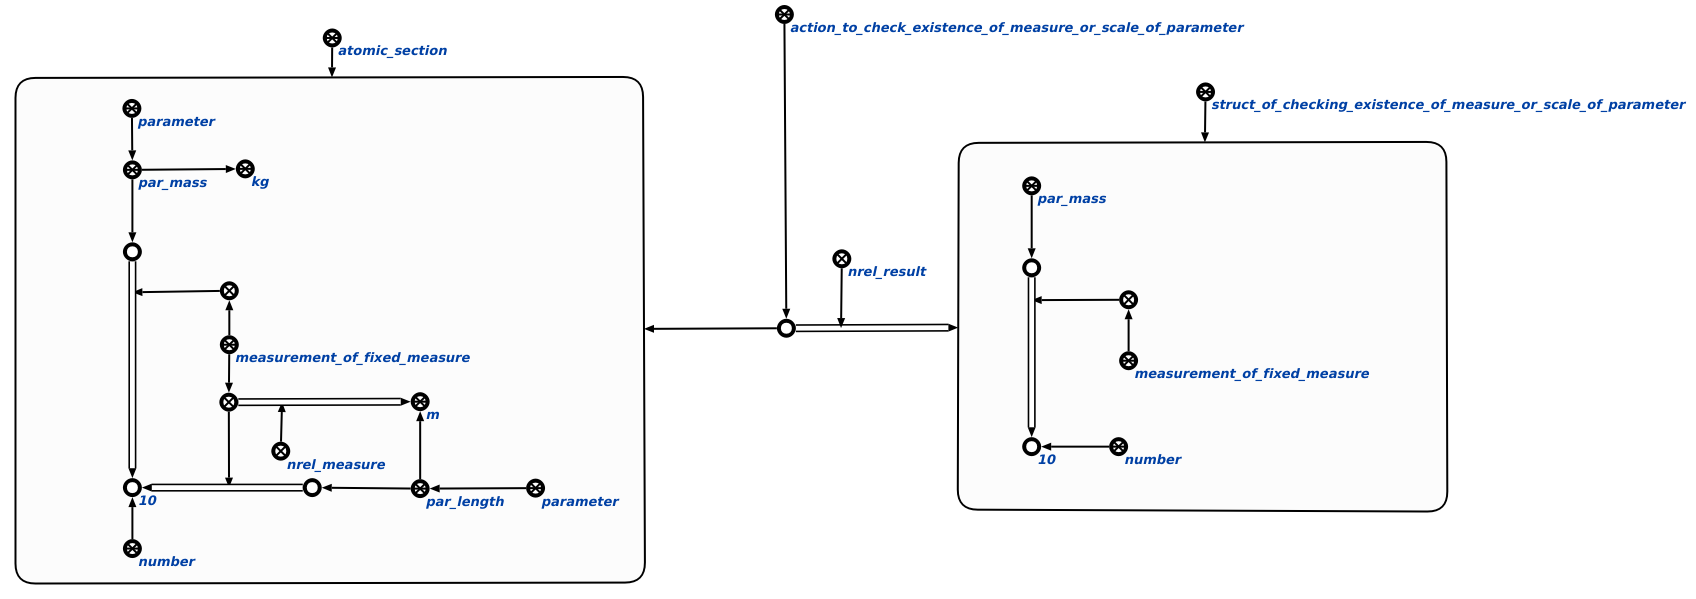 action_to_check_existence_of_measure_or_scale_of_parameter
atomic_section
struct_of_checking_existence_of_measure_or_scale_of_parameter
parameter
par_mass
kg
par_mass
nrel_result
measurement_of_fixed_measure
measurement_of_fixed_measure
m
nrel_measure
10
number
10
par_length
parameter
number